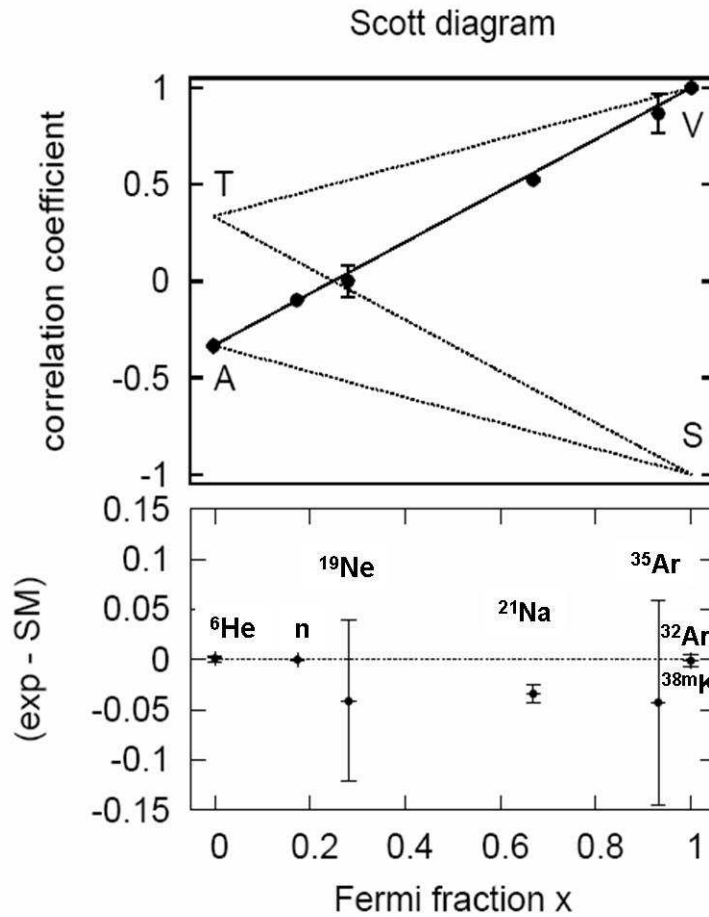 Scott diagram
correlation coefficient
1
0.5
0
-0.5
-1
T
A
V
S
(exp - SM)
0.15
0.1
0.05
0
-0.05
-0.1
-0.15
⁶He
n
¹⁹Ne
²¹Na
³⁵Ar
³²Ar
³⁸ᵐK
0
0.2
0.4
0.6
0.8
1
Fermi fraction x